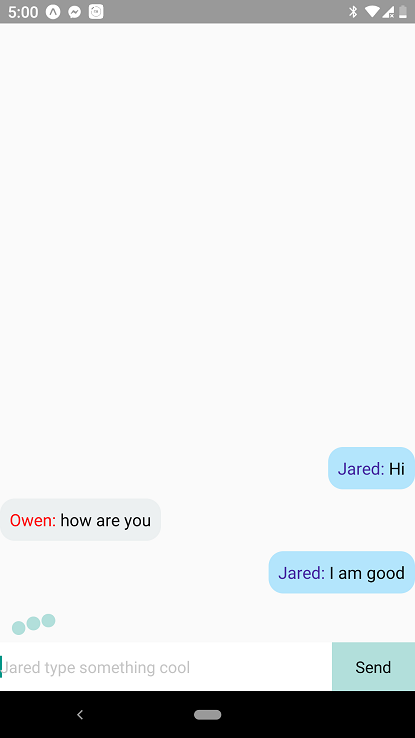 5:00
Jared: Hi
Owen: how are you
Jared: I am good
Jared type something cool
Send